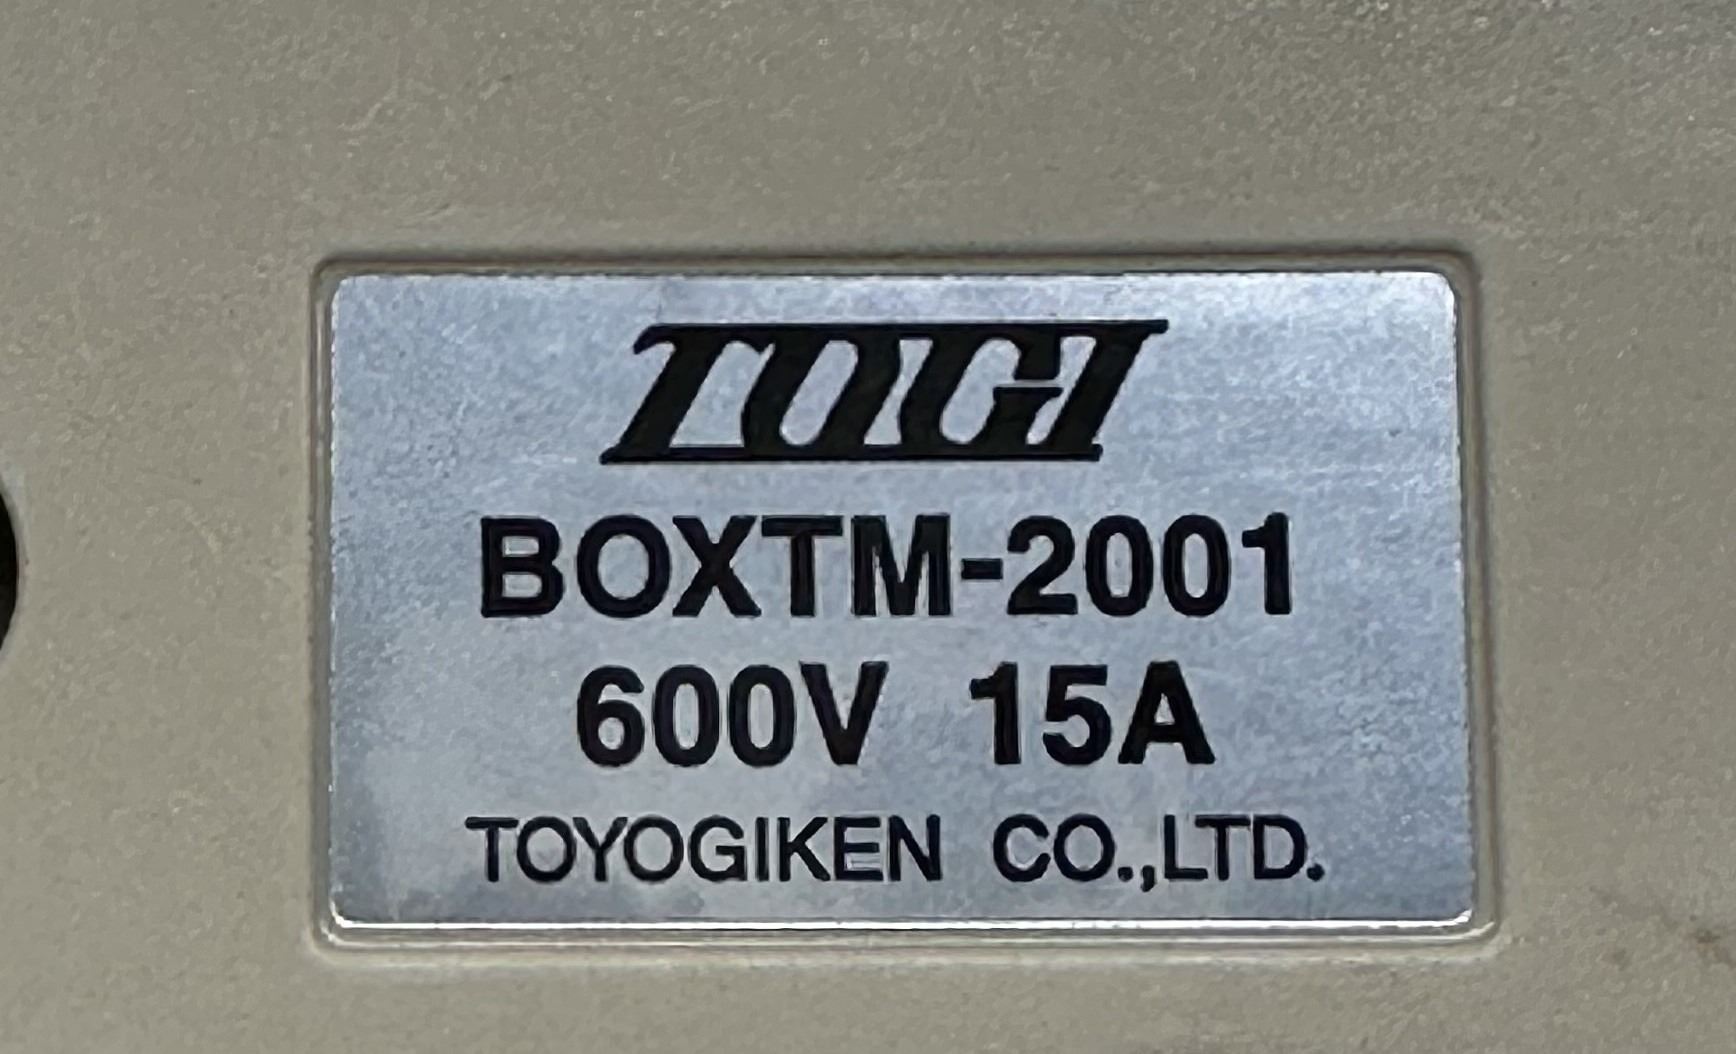 TOGI
BOXTM-2001
600V 15A
TOYOGIKEN CO.,LTD.